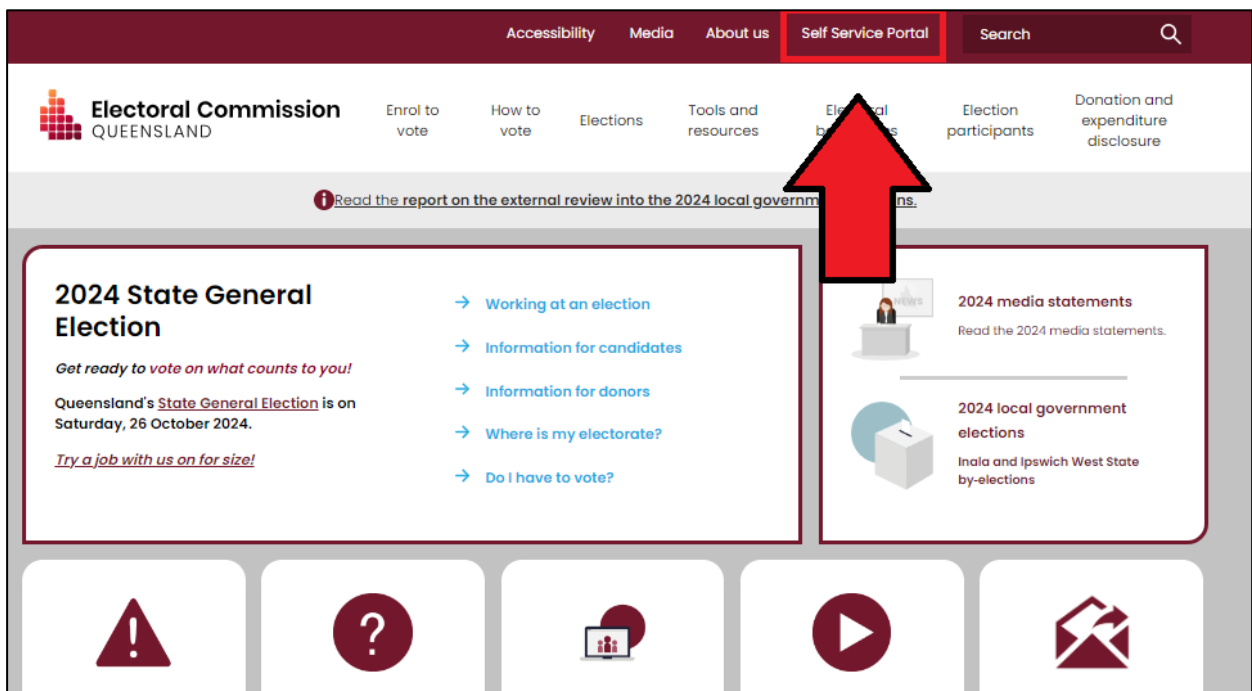 Accessibility Media About us Self Service Portal Search
Electoral Commission
QUEENSLAND
Enrol to
vote
How to
vote
Elections
Tools and
resources
Election
participants
Donation and
expenditure
disclosure
Read the report on the external review into the 2024 local
2024 State General
Election
Get ready to vote on what counts to you!
Queensland's State General Election is on
Saturday, 26 October 2024.
Try a job with us on for size!
Working at an election
Information for candidates
Information for donors
Where is my electorate?
Do I have to vote?
NEWS
2024 media statements
Read the 2024 media statements.
2024 local government
elections
Inala and Ipswich West State
by-elections